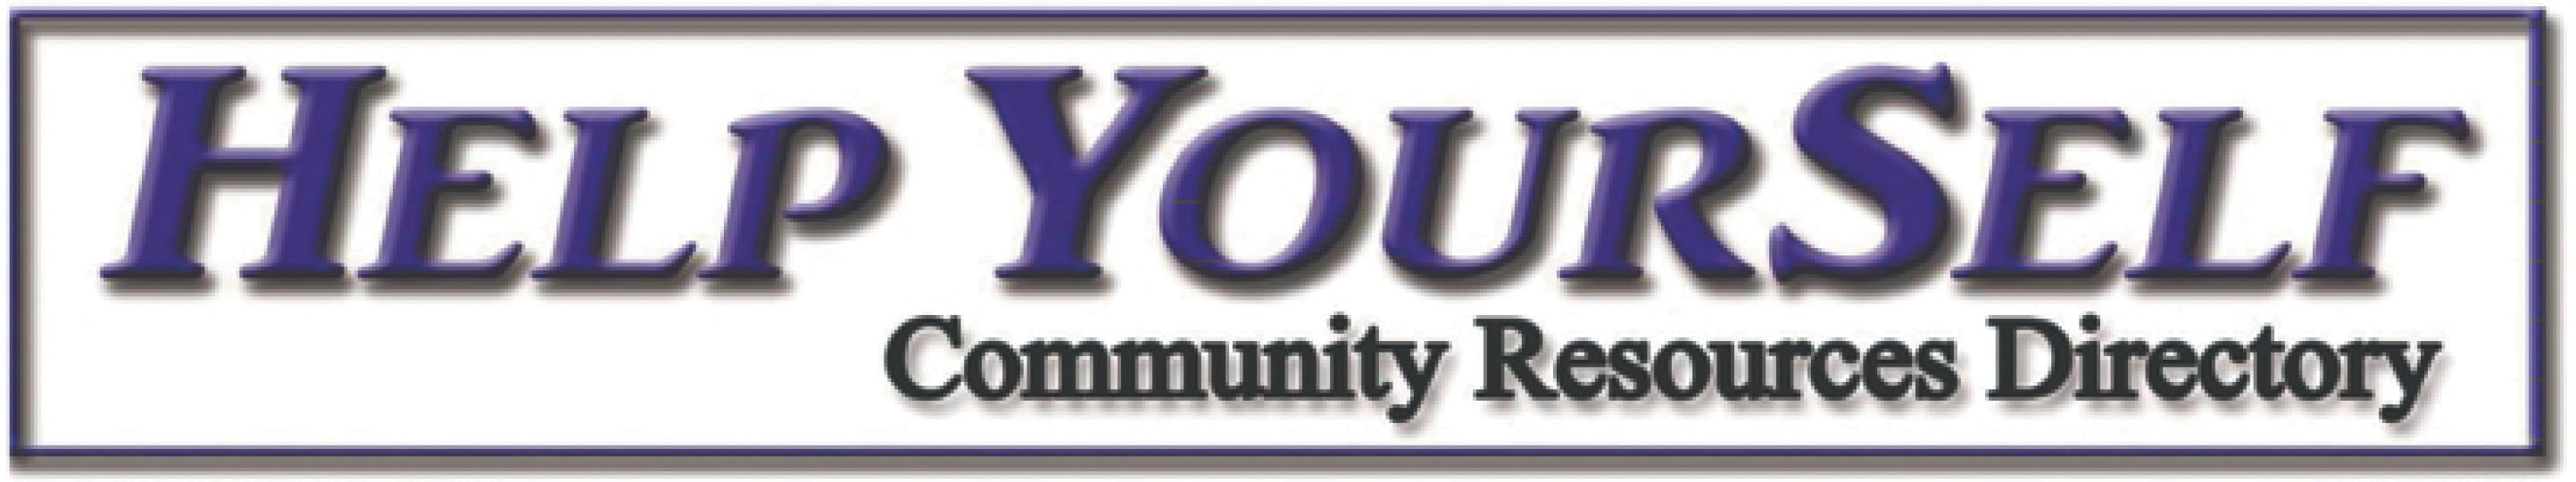 HELP YOURSELF
Community Resources Directory